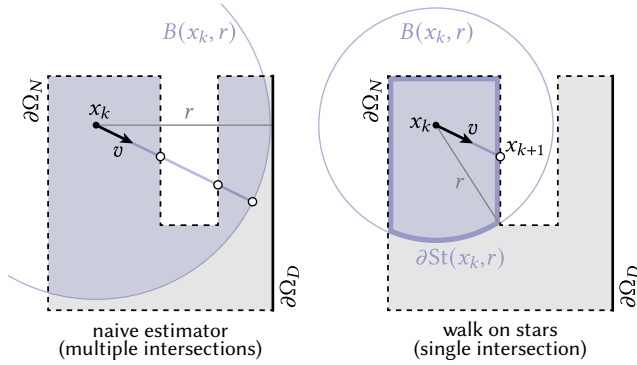 B(x_k, r)
∂Ω_N
x_k
r
v
∂Ω_D
naive estimator
(multiple intersections)
B(x_k, r)
∂Ω_N
x_k
v
x_{k+1}
r
∂St(x_k, r)
∂Ω_D
walk on stars
(single intersection)